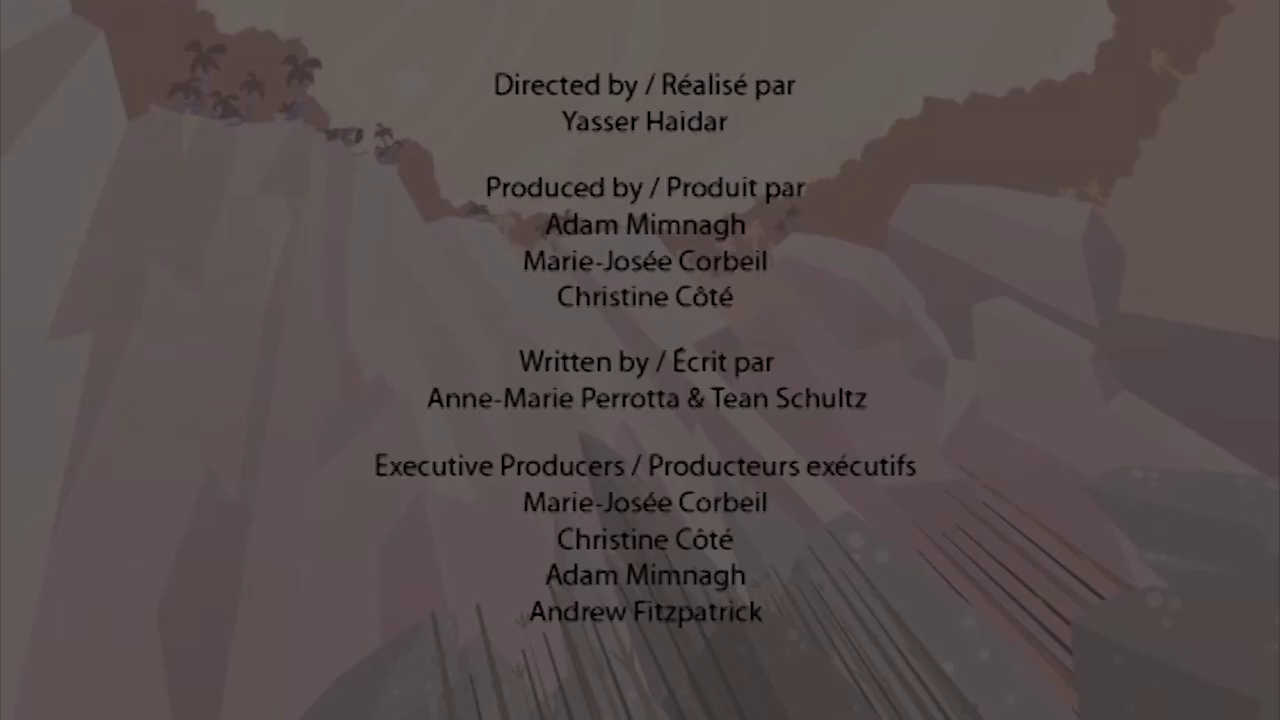 Directed by / Réalisé par
Yasser Haidar
Produced by / Produit par
Adam Mimnagh
Marie-Josée Corbeil
Christine Côté
Written by / Écrit par
Anne-Marie Perrotta & Tean Schultz
Executive Producers / Producteurs exécutifs
Marie-Josée Corbeil
Christine Côté
Adam Mimnagh
Andrew Fitzpatrick